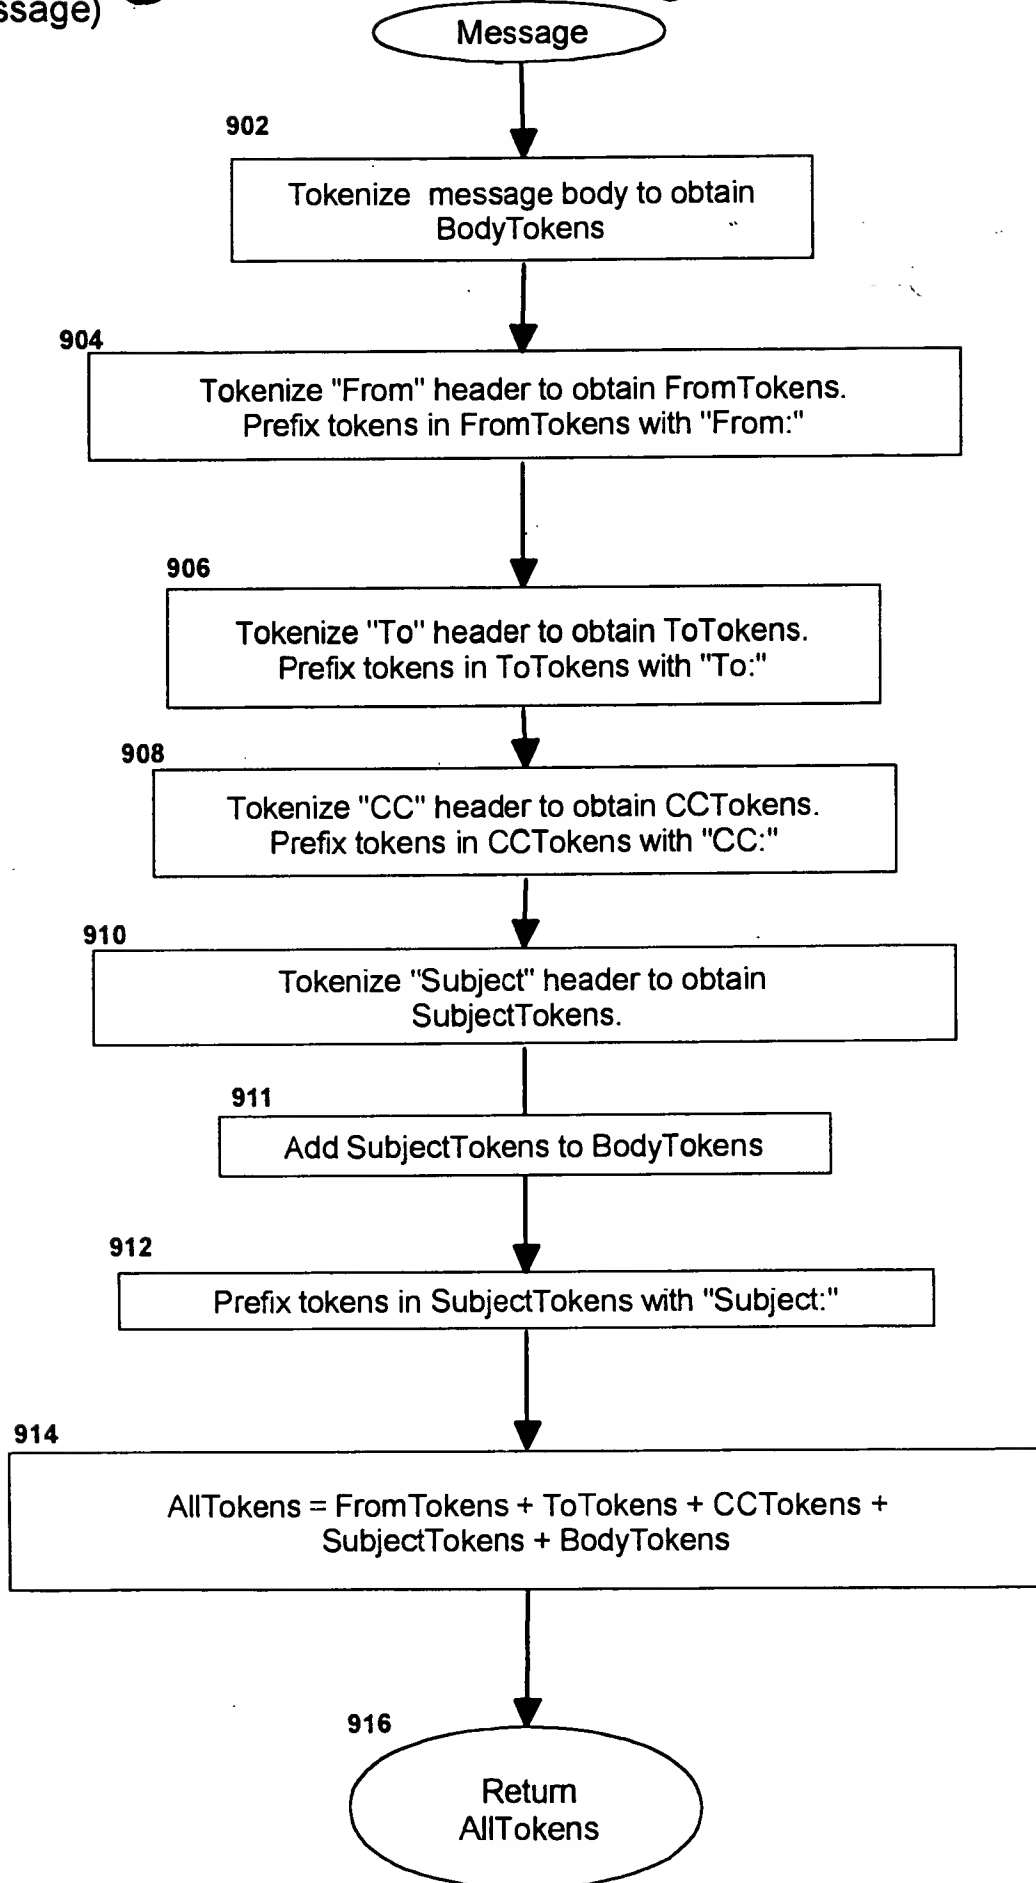 ssage)
Message
902
Tokenize message body to obtain
BodyTokens
904
Tokenize "From" header to obtain FromTokens.
Prefix tokens in FromTokens with "From:"
906
Tokenize "To" header to obtain ToTokens.
Prefix tokens in ToTokens with "To:"
908
Tokenize "CC" header to obtain CCTokens.
Prefix tokens in CCTokens with "CC:"
910
Tokenize "Subject" header to obtain
SubjectTokens.
911
Add SubjectTokens to BodyTokens
912
Prefix tokens in SubjectTokens with "Subject:"
914
AllTokens = FromTokens + ToTokens + CCTokens +
SubjectTokens + BodyTokens
916
Return
AllTokens